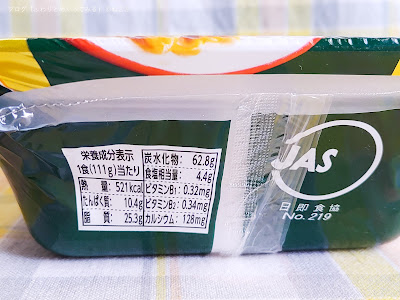 栄養成分表示
1食(111g)当たり
熱 量: 521kcal
たんぱく質: 10.4g
脂 質: 25.3g
炭水化物: 62.8g
食塩相当量: 4.4g
ビタミンB1: 0.32mg
ビタミンB2: 0.34mg
カルシウム: 128mg
JAS
日即食協
No. 219